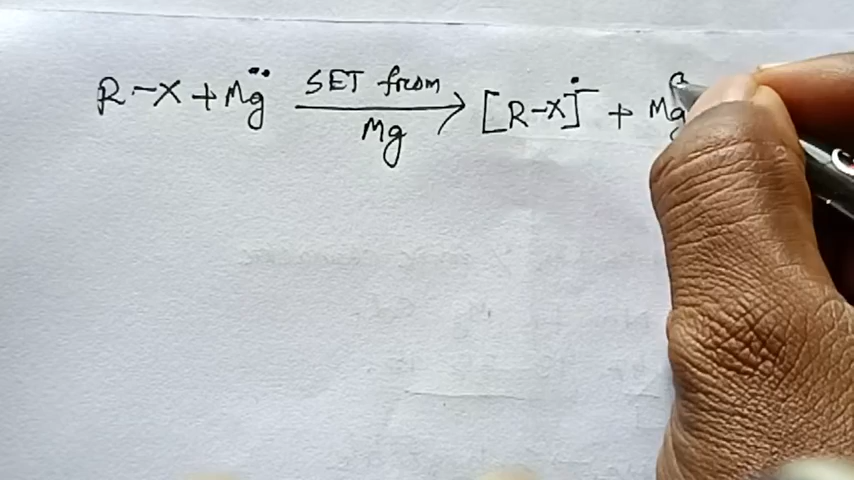 R-X + Mg̈ SET from Mg → [R-X]˙⁻ + Mg